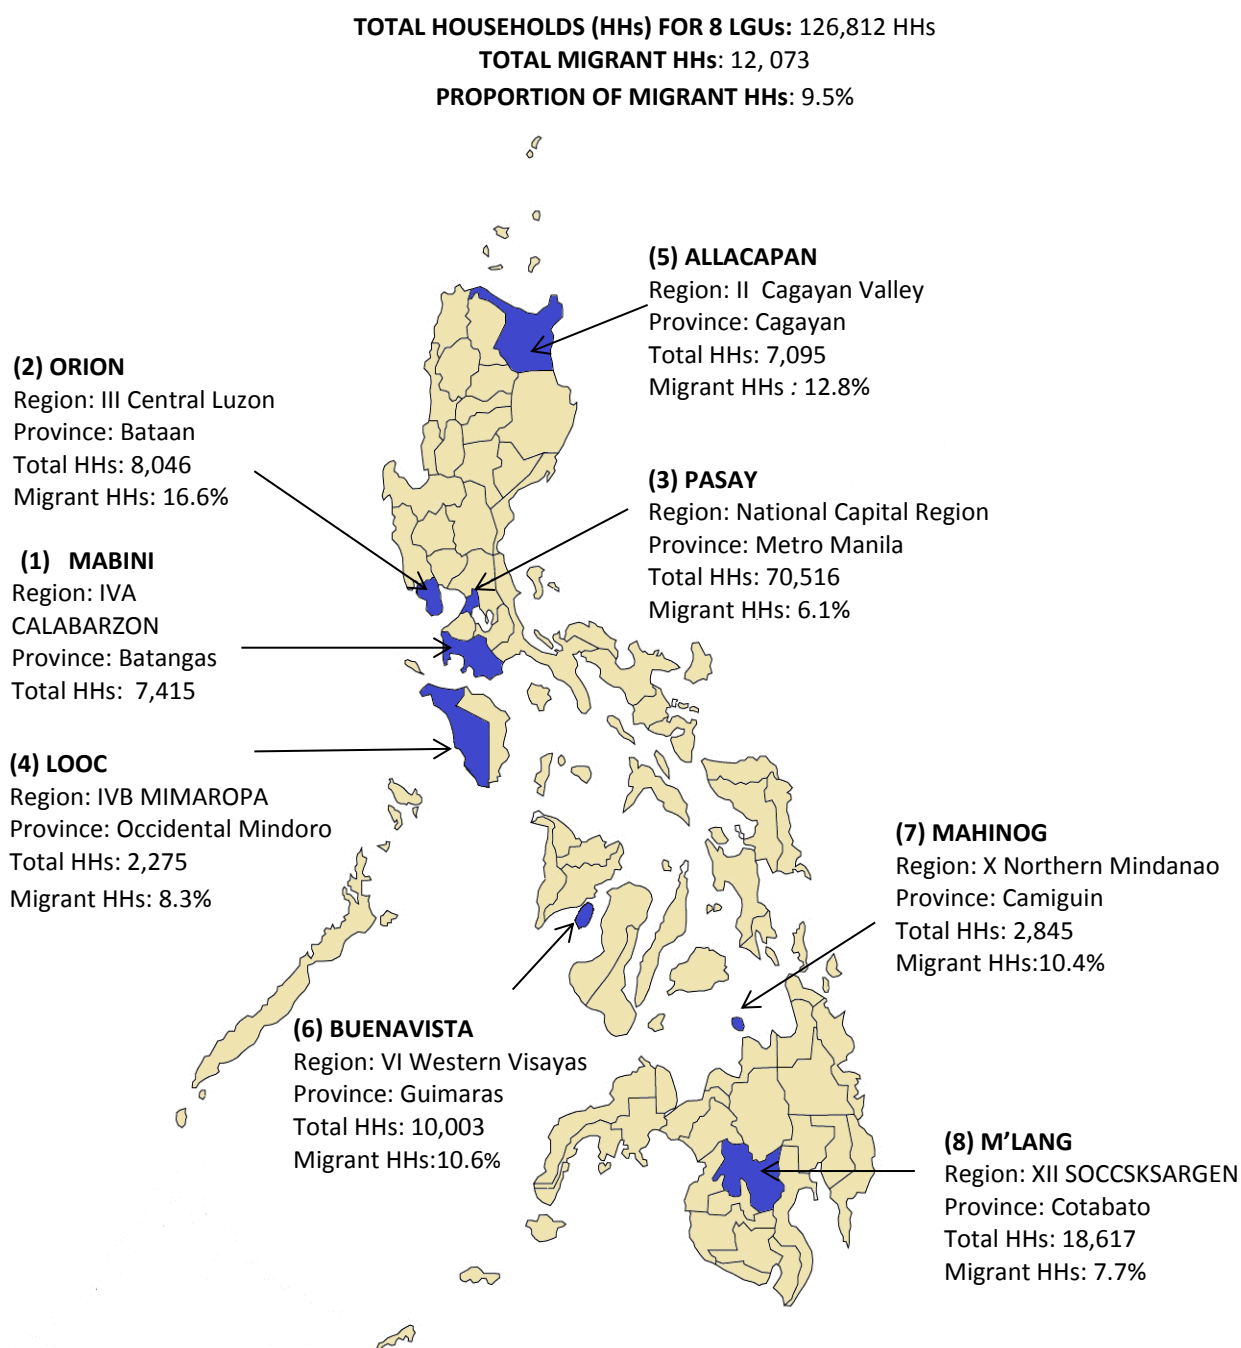 TOTAL HOUSEHOLDS (HHs) FOR 8 LGUs: 126,812 HHs
TOTAL MIGRANT HHs: 12, 073
PROPORTION OF MIGRANT HHs: 9.5%
(5) ALLACAPAN
Region: II Cagayan Valley
Province: Cagayan
Total HHs: 7,095
Migrant HHs : 12.8%
(2) ORION
Region: III Central Luzon
Province: Bataan
Total HHs: 8,046
Migrant HHs: 16.6%
(3) PASAY
Region: National Capital Region
Province: Metro Manila
Total HHs: 70,516
Migrant HHs: 6.1%
(1) MABINI
Region: IVA
CALABARZON
Province: Batangas
Total HHs: 7,415
(4) LOOC
Region: IVB MIMAROPA
Province: Occidental Mindoro
Total HHs: 2,275
Migrant HHs: 8.3%
(7) MAHINOG
Region: X Northern Mindanao
Province: Camiguin
Total HHs: 2,845
Migrant HHs:10.4%
(6) BUENAVISTA
Region: VI Western Visayas
Province: Guimaras
Total HHs: 10,003
Migrant HHs:10.6%
(8) M’LANG
Region: XII SOCCSKSARGEN
Province: Cotabato
Total HHs: 18,617
Migrant HHs: 7.7%